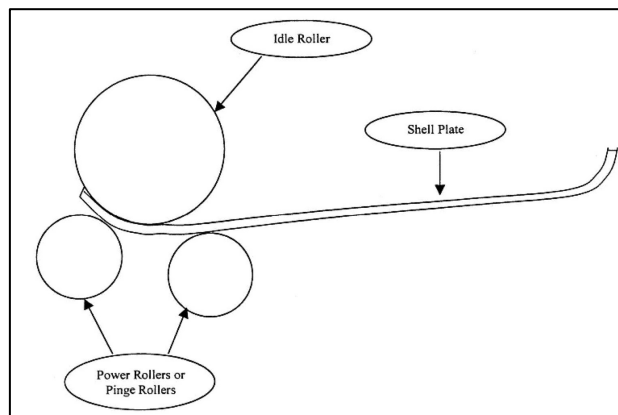 Idle Roller
Shell Plate
Power Rollers or
Pinge Rollers